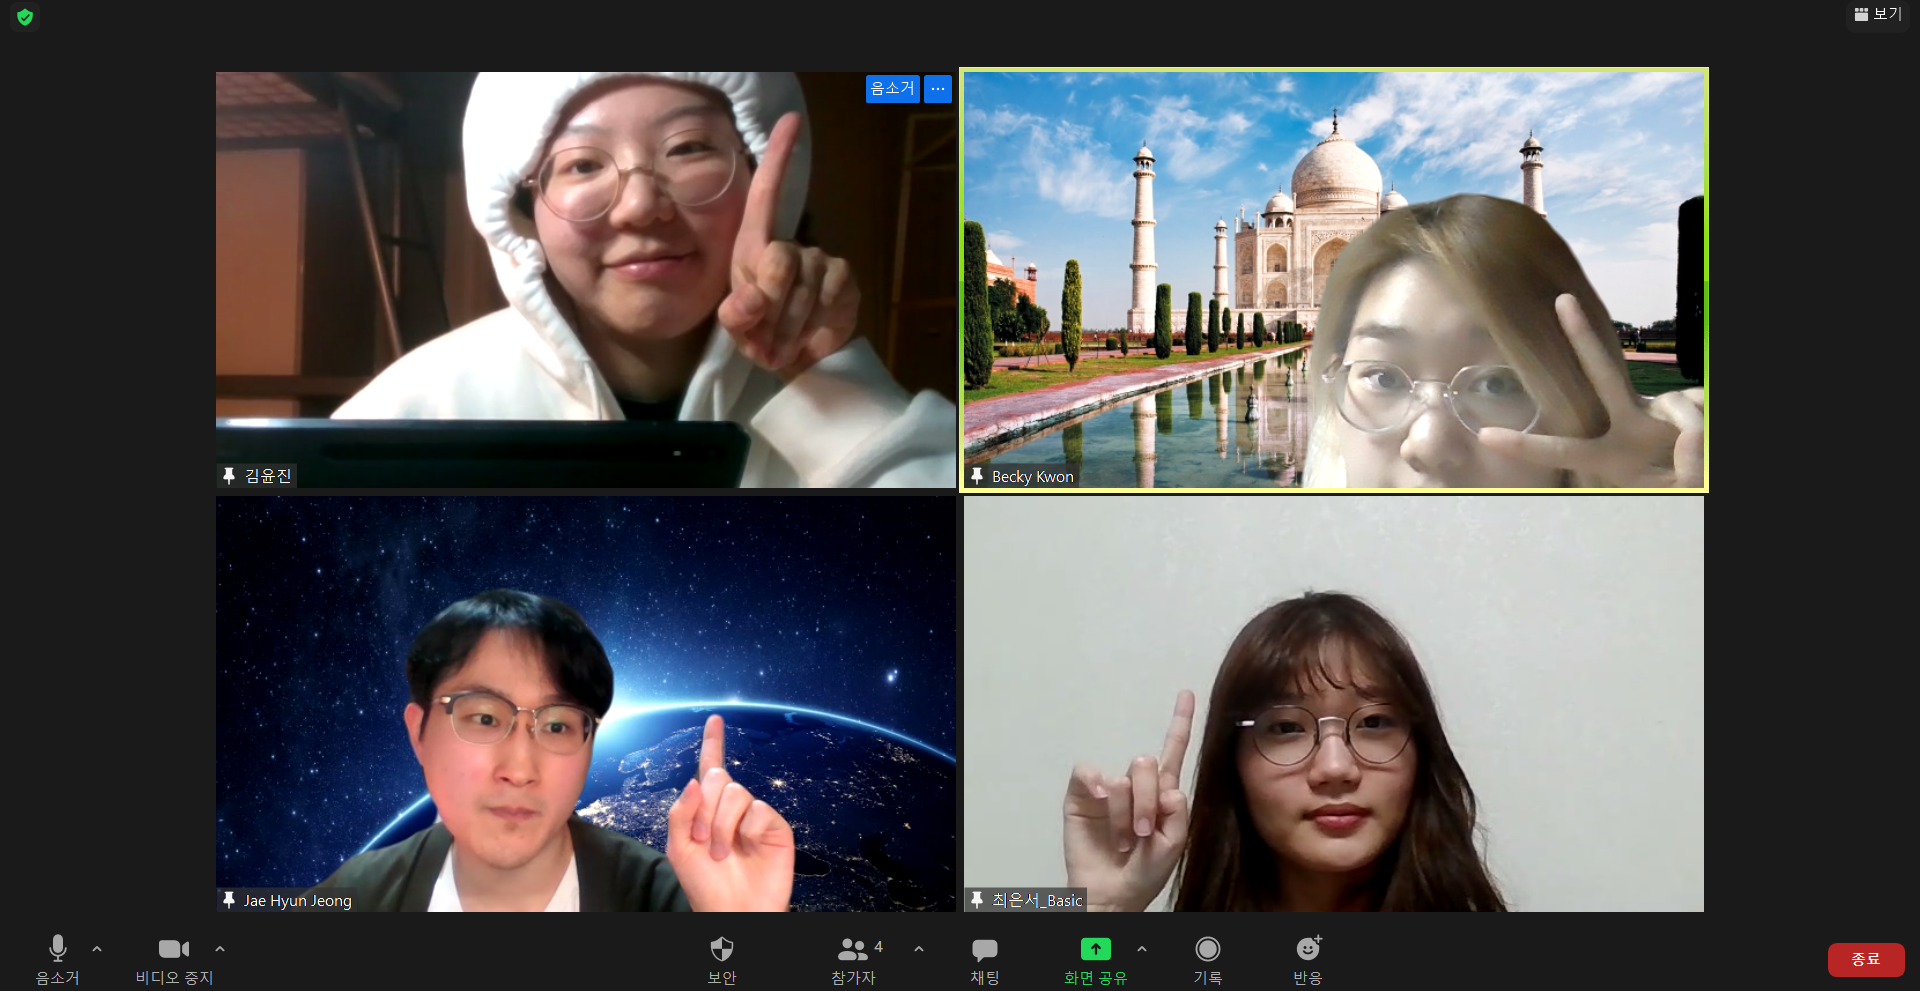 보기
음소거
김윤진
Becky Kwon
Jae Hyun Jeong
최은서_Basic
음소거
비디오 중지
보안
4
참가자
채팅
화면 공유
기록
반응
종료